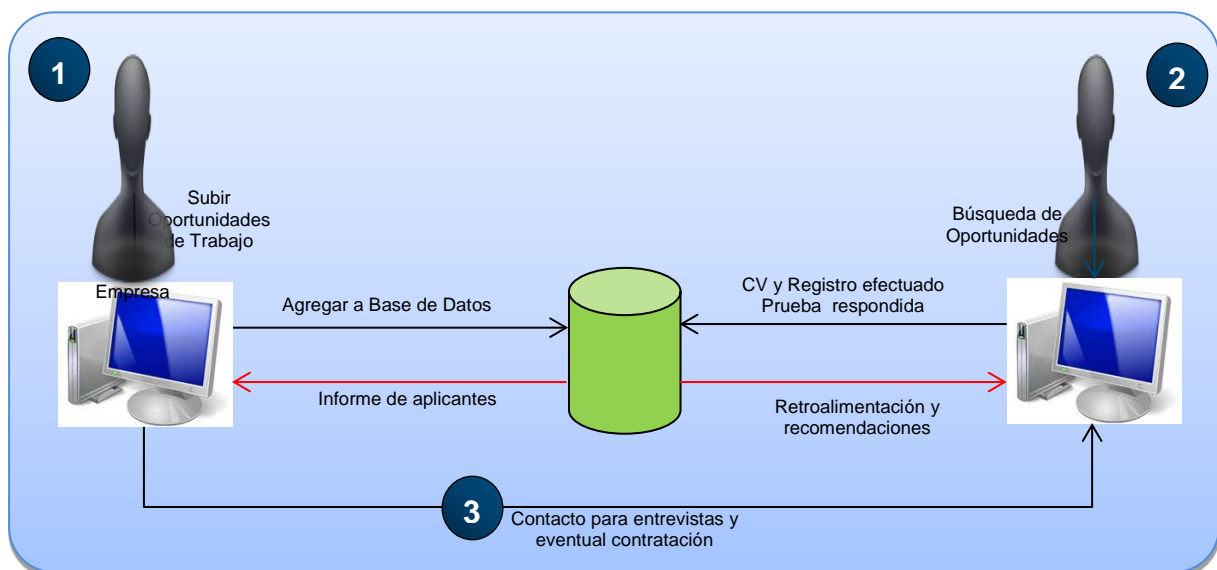 1
2
Subir
Oportunidades
de Trabajo
Búsqueda de
Oportunidades
Empresa
Agregar a Base de Datos
CV y Registro efectuado
Prueba respondida
Informe de aplicantes
Retroalimentación y
recomendaciones
3
Contacto para entrevistas y
eventual contratación